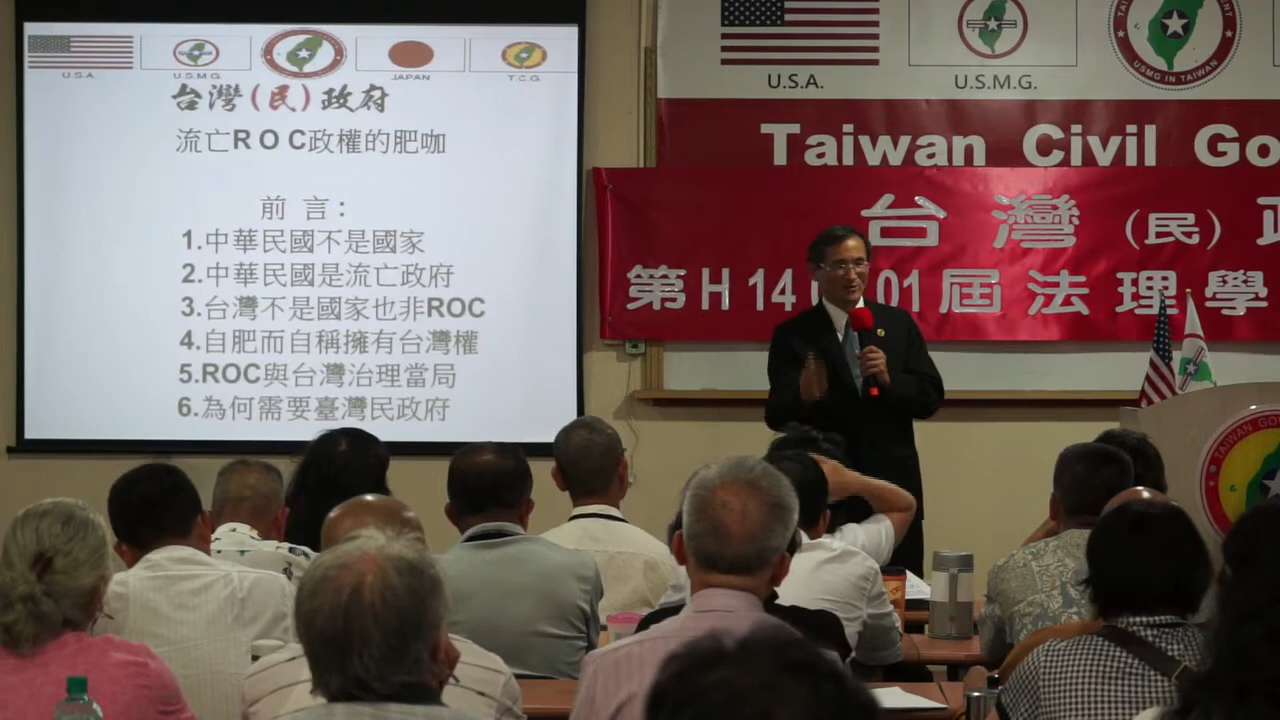 U.S.A.
U.S.M.G.
JAPAN
T.C.G.
台灣(民)政府
流亡ROC政權的肥咖
前言:
1.中華民國不是國家
2.中華民國是流亡政府
3.台灣不是國家也非ROC
4.自肥而自稱擁有台灣權
5.ROC與台灣治理當局
6.為何需要臺灣民政府
U.S.A.
U.S.M.G.
USMG IN TAIWAN
Taiwan Civil Go
台灣(民)
第H14 01屆法理學
TAIWAN GO